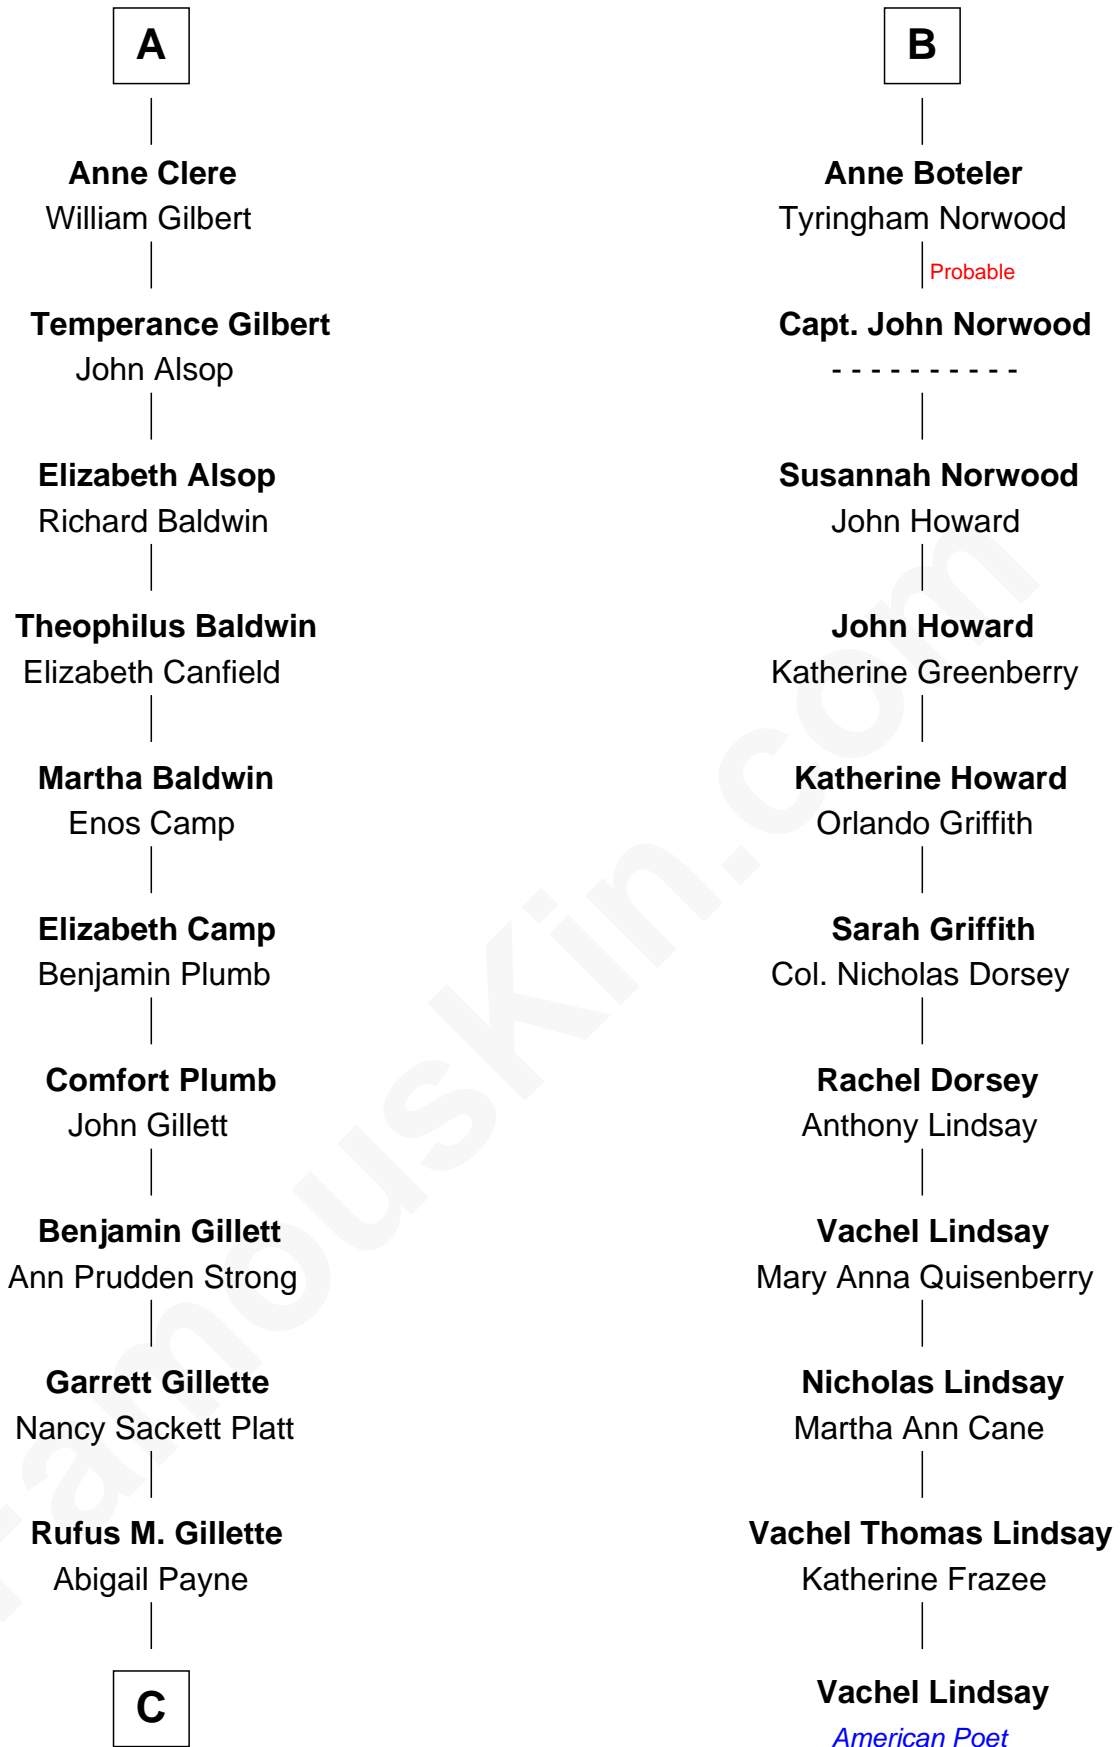 A
Anne Clere
William Gilbert
Temperance Gilbert
John Alsop
Elizabeth Alsop
Richard Baldwin
Theophilus Baldwin
Elizabeth Canfield
Martha Baldwin
Enos Camp
Elizabeth Camp
Benjamin Plumb
Comfort Plumb
John Gillett
Benjamin Gillett
Ann Prudden Strong
Garrett Gillette
Nancy Sackett Platt
Rufus M. Gillette
Abigail Payne
C
B
Anne Boteler
Tyringham Norwood
Probable
Capt. John Norwood
- - - - - - - - - -
Susannah Norwood
John Howard
John Howard
Katherine Greenberry
Katherine Howard
Orlando Griffith
Sarah Griffith
Col. Nicholas Dorsey
Rachel Dorsey
Anthony Lindsay
Vachel Lindsay
Mary Anna Quisenberry
Nicholas Lindsay
Martha Ann Cane
Vachel Thomas Lindsay
Katherine Frazee
Vachel Lindsay
American Poet
FamousKin.com